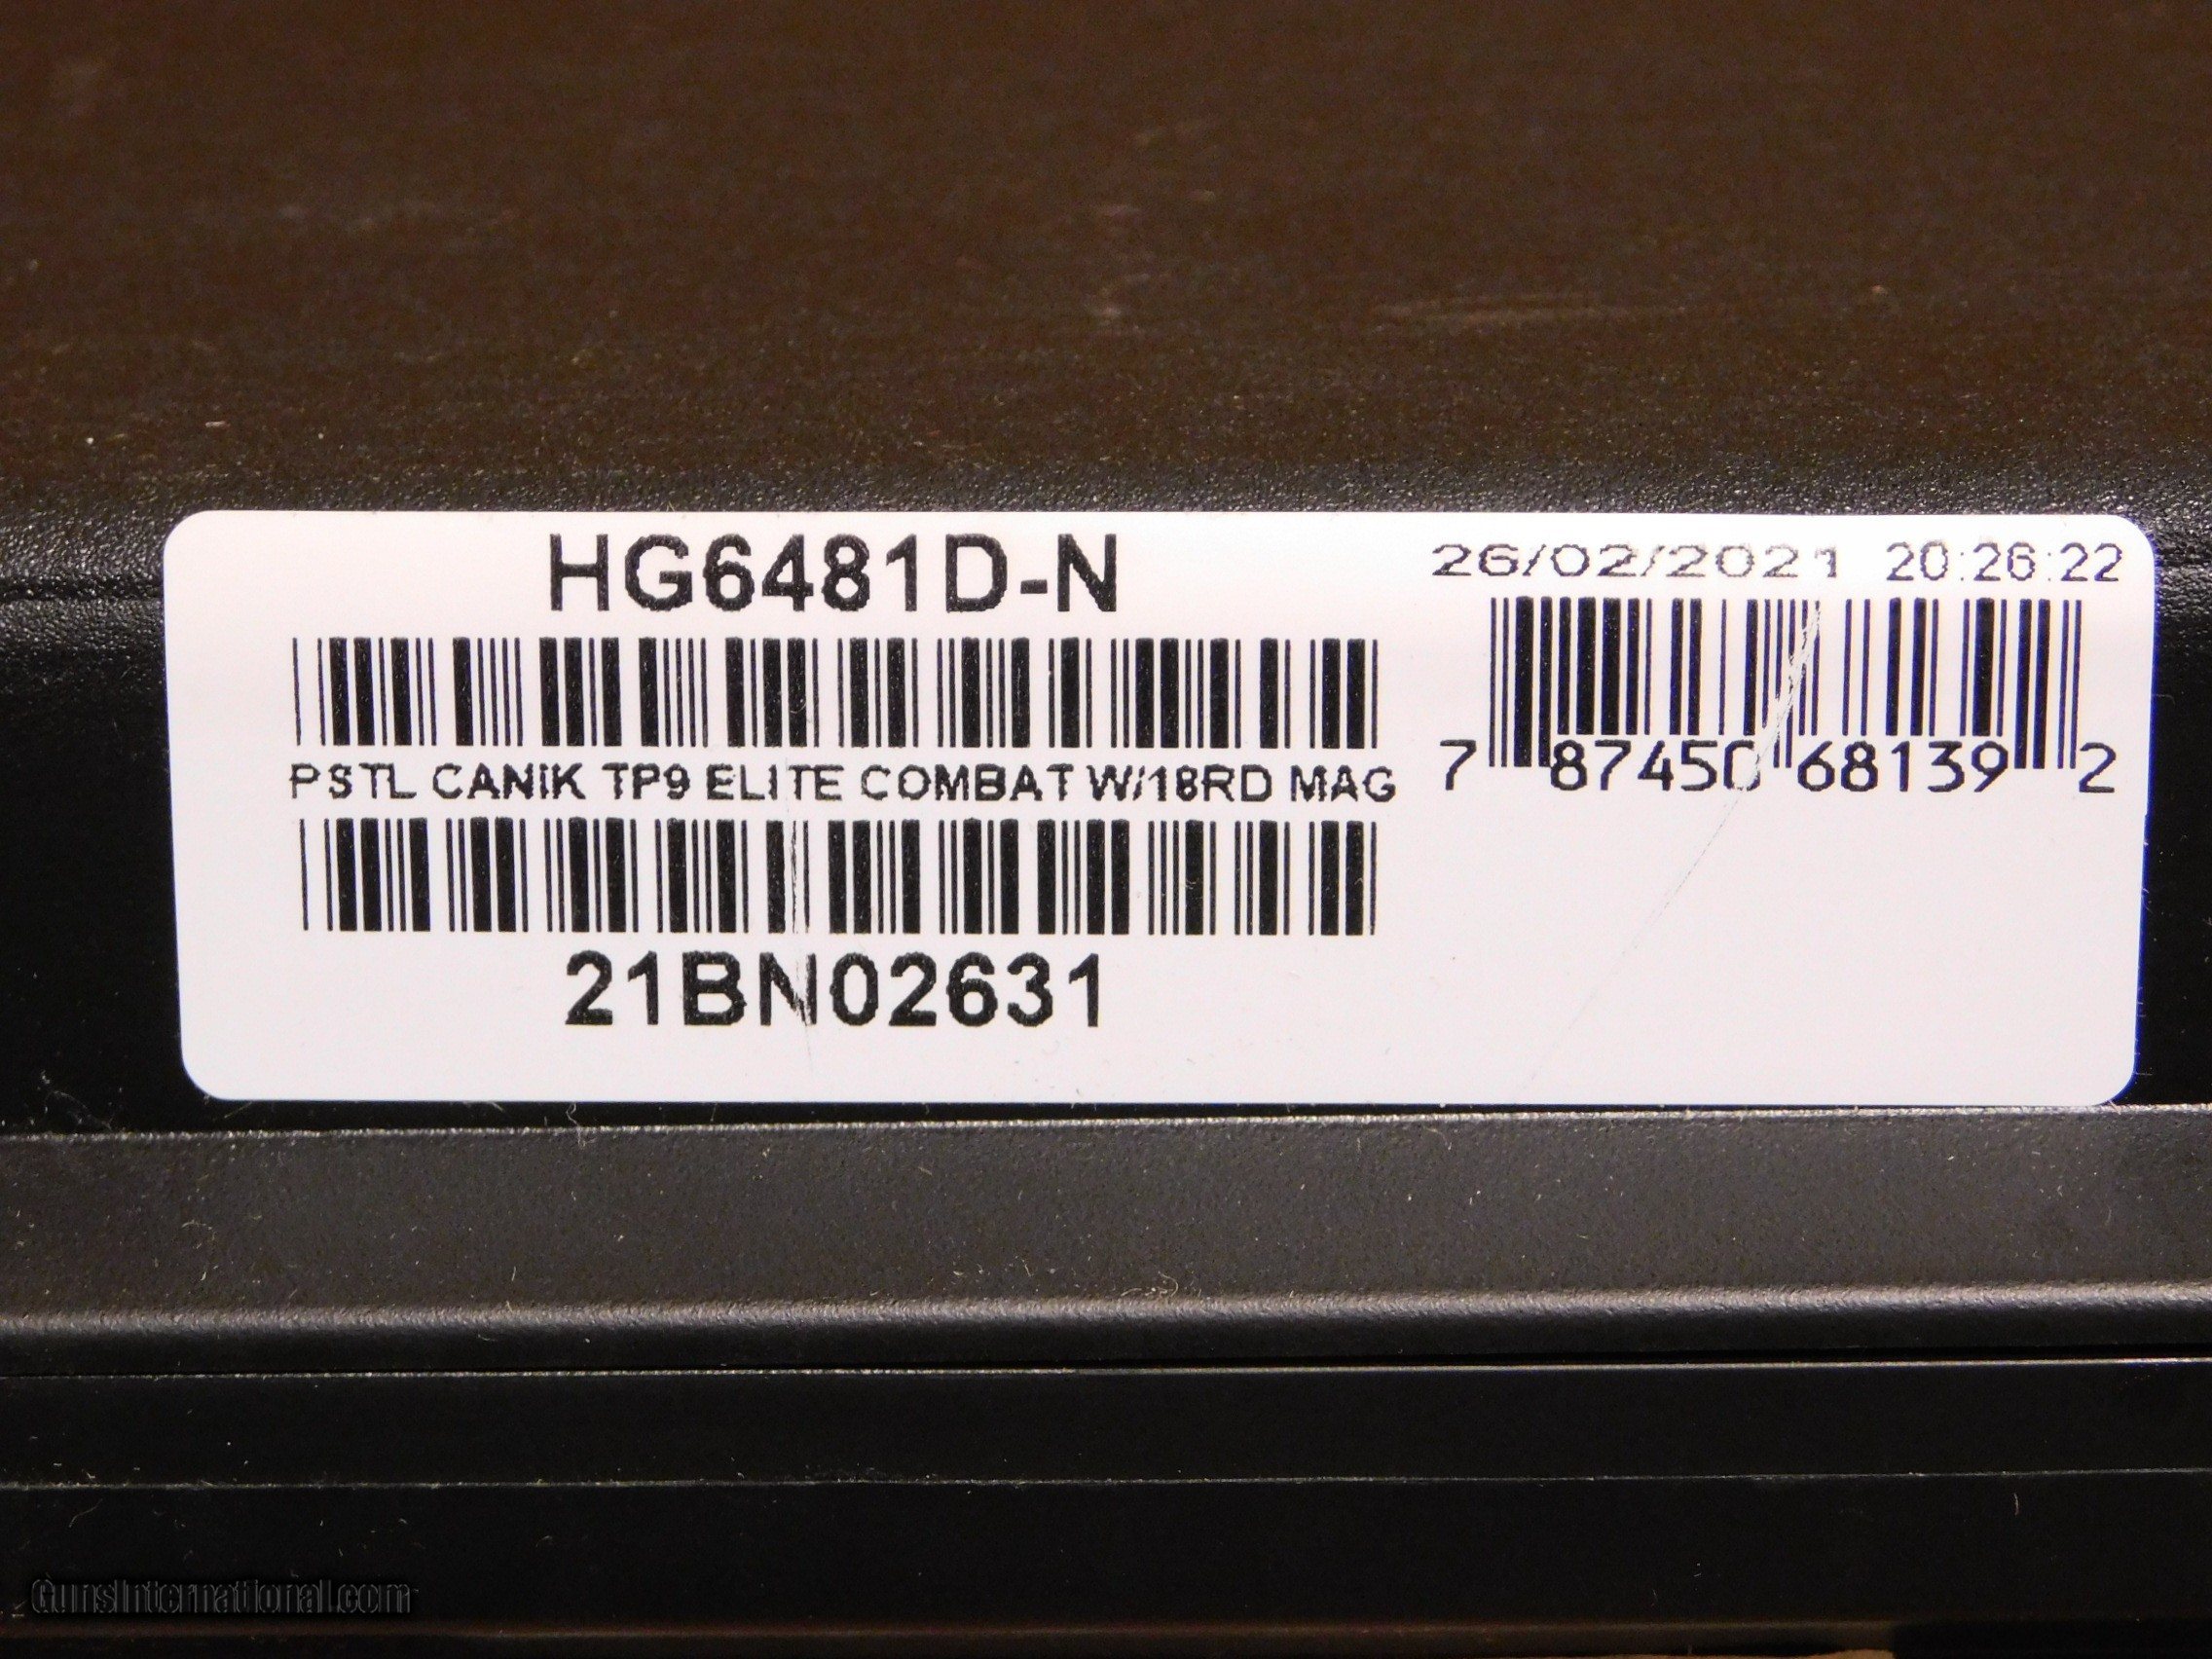 HG6481D-N
26/02/2021 20:26:22
7 87450 68139 2
PSTL CANiK TP9 ELITE COMBAT W/18RD MAG
21BN02631
GunsInternational.com